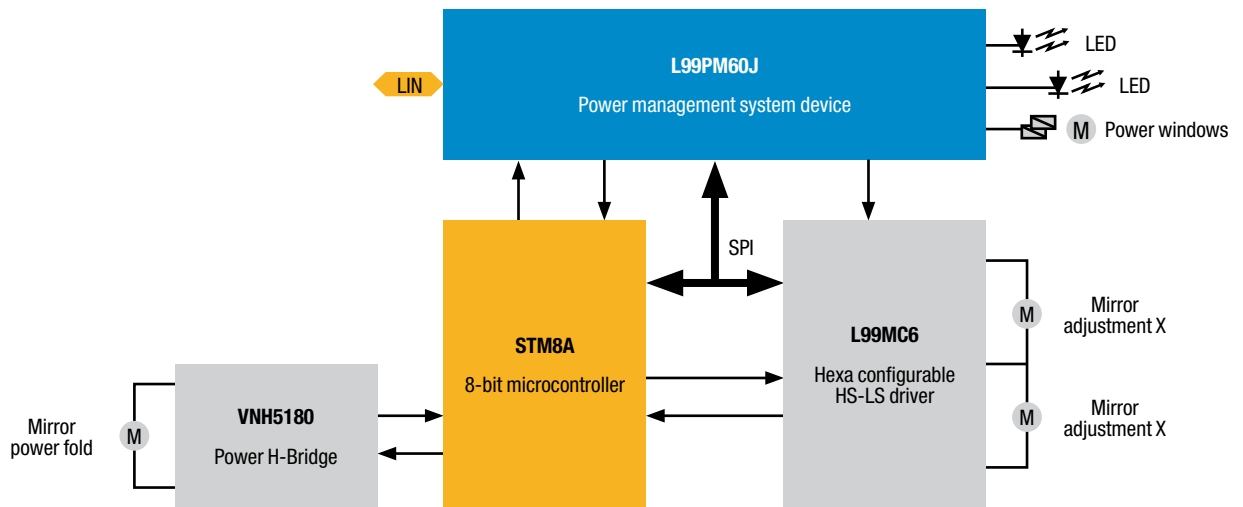 L99PM60J
Power management system device
LIN
LED
LED
M
Power windows
SPI
STM8A
8-bit microcontroller
L99MC6
Hexa configurable
HS-LS driver
M
Mirror
adjustment X
M
Mirror
adjustment X
VNH5180
Power H-Bridge
Mirror
power fold
M